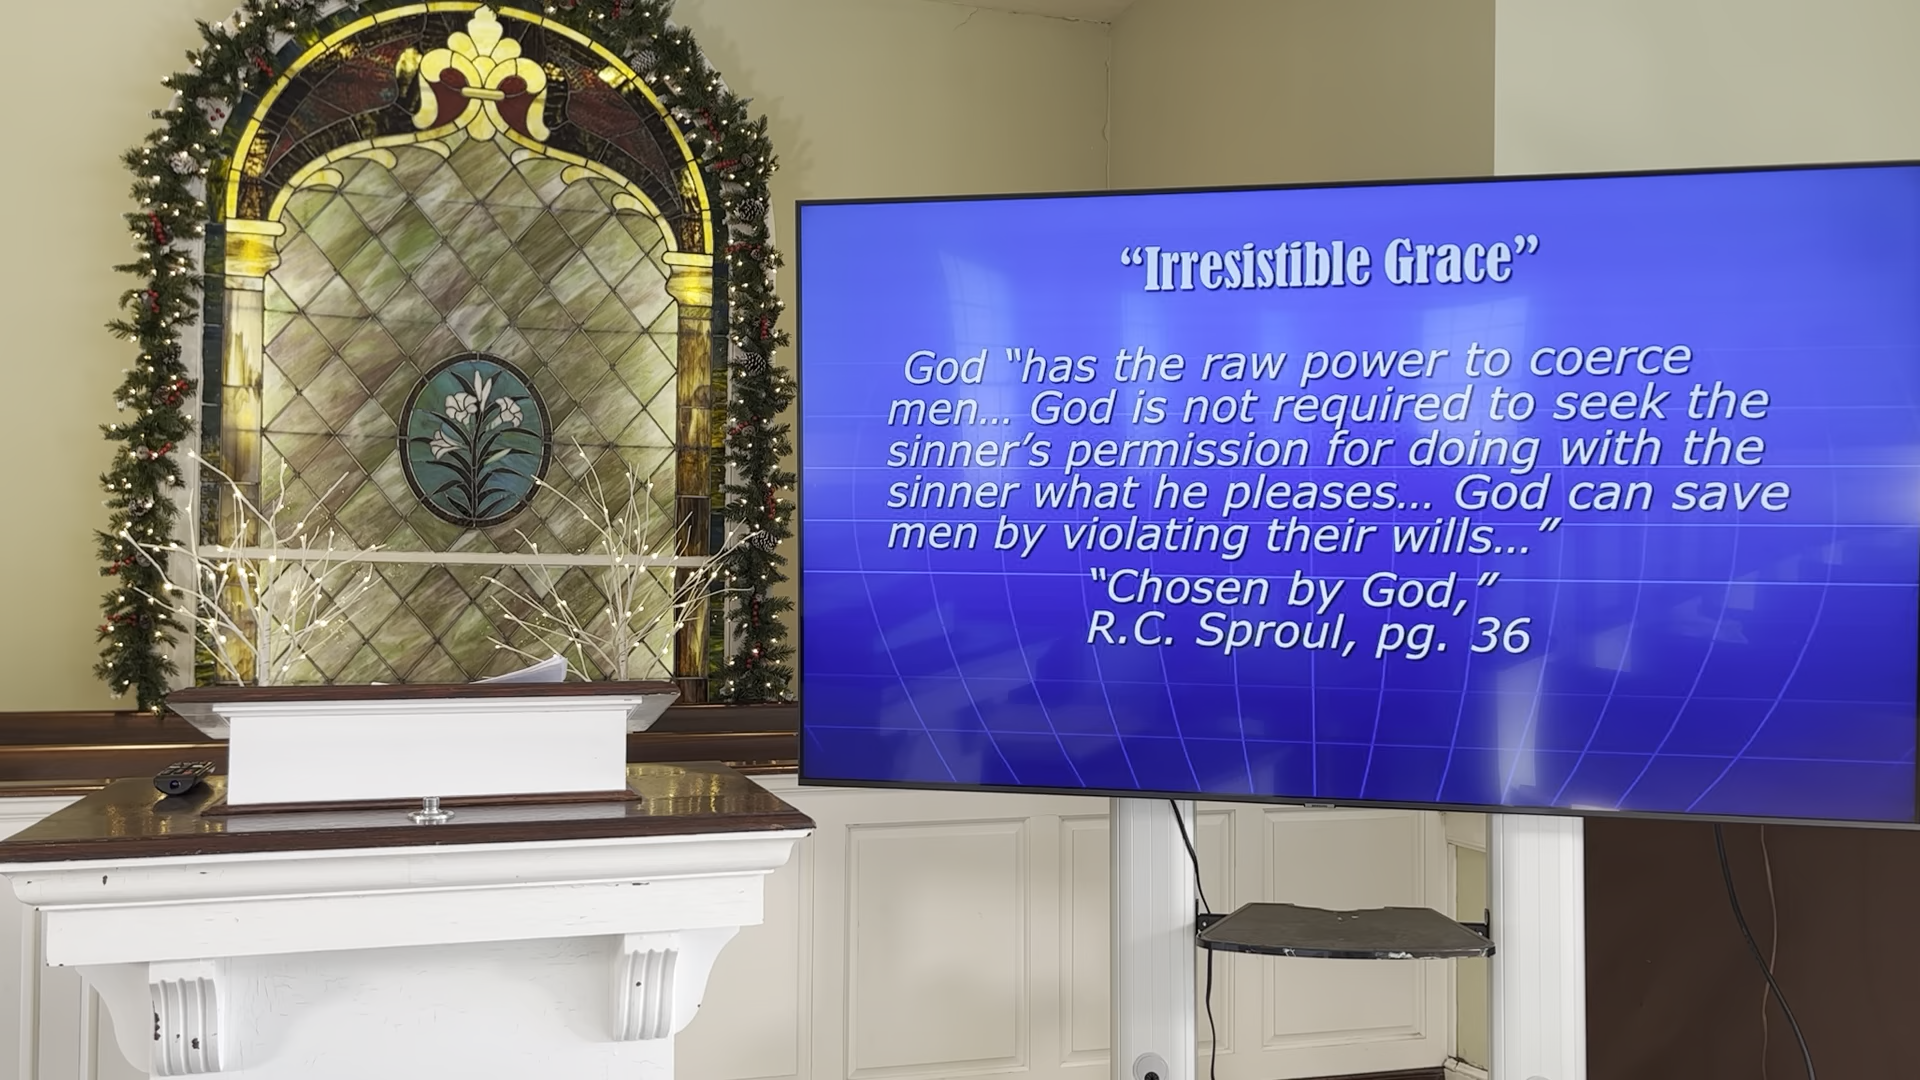 “Irresistible Grace”
God “has the raw power to coerce
men... God is not required to seek the
sinner’s permission for doing with the
sinner what he pleases... God can save
men by violating their wills...”
“Chosen by God,”
R.C. Sproul, pg. 36